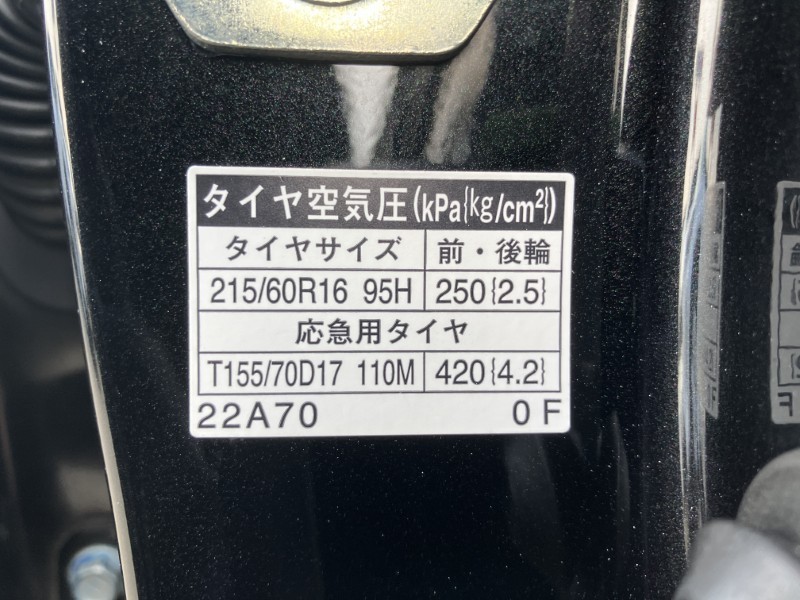 タイヤ空気圧(kPa{kg/cm²})
タイヤサイズ 前・後輪
215/60R16 95H 250{2.5}
応急用タイヤ
T155/70D17 110M 420{4.2}
22A70 0F